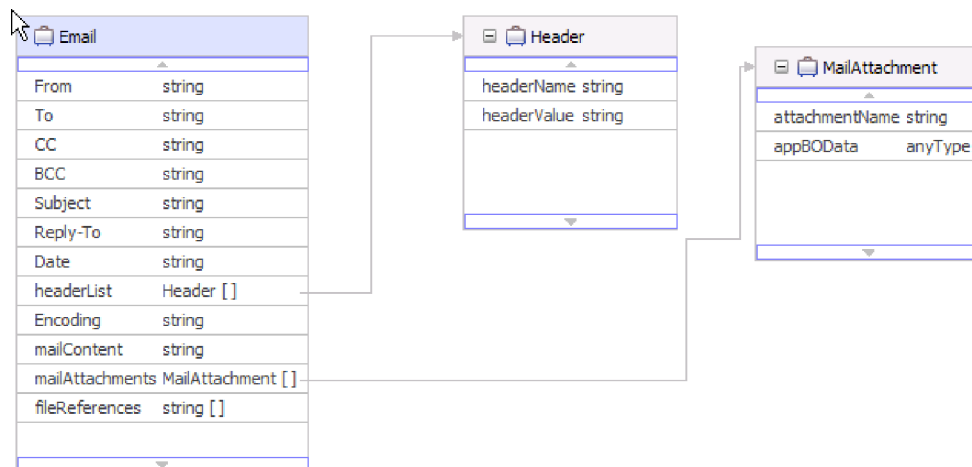 Email
From string
To string
CC string
BCC string
Subject string
Reply-To string
Date string
headerList Header [ ]
Encoding string
mailContent string
mailAttachments MailAttachment [ ]
fileReferences string [ ]
Header
headerName string
headerValue string
MailAttachment
attachmentName string
appBOData anyType